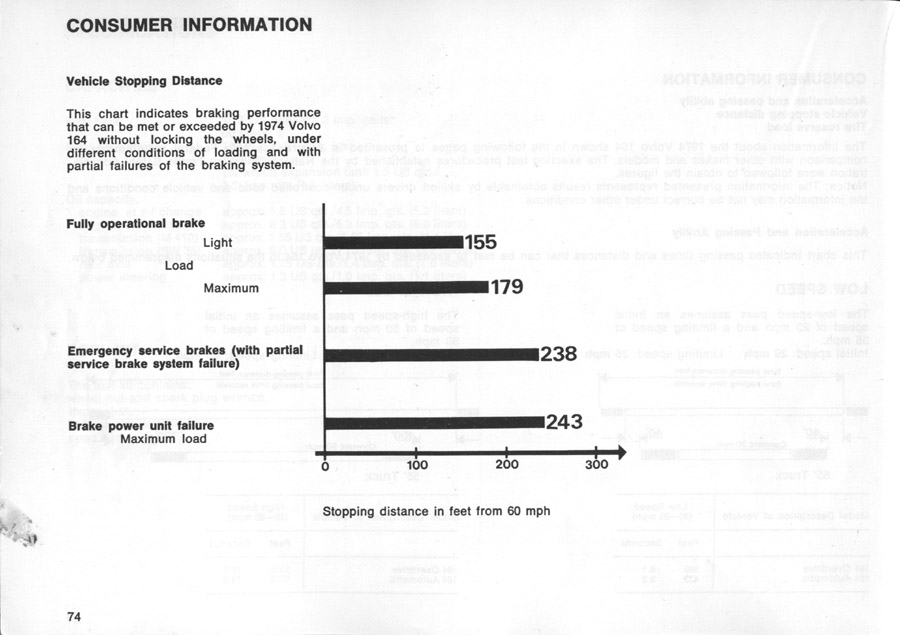 CONSUMER INFORMATION
Vehicle Stopping Distance
This chart indicates braking performance
that can be met or exceeded by 1974 Volvo
164 without locking the wheels, under
different conditions of loading and with
partial failures of the braking system.
Fully operational brake
Light
155
Load
Maximum
179
Emergency service brakes (with partial
service brake system failure)
238
Brake power unit failure
Maximum load
243
0 100 200 300
Stopping distance in feet from 60 mph
74